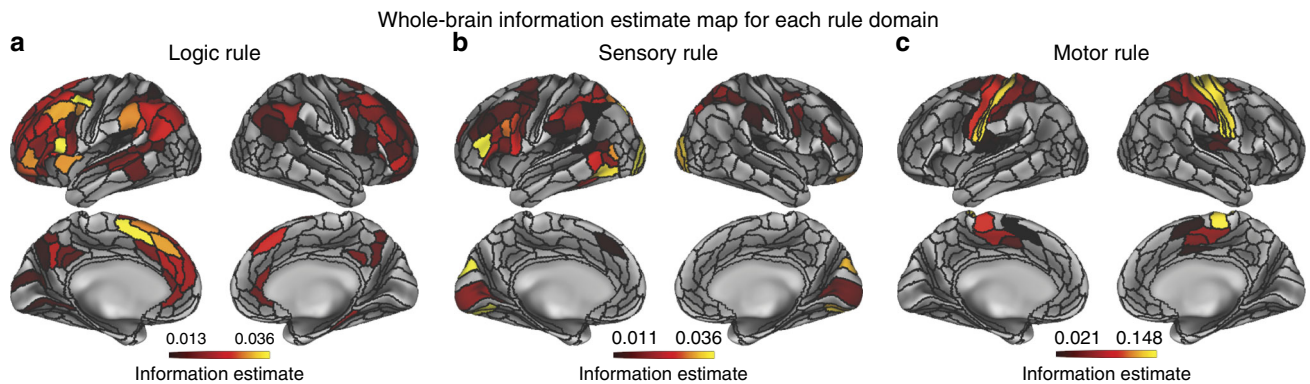 Whole-brain information estimate map for each rule domain
a
Logic rule
b
Sensory rule
c
Motor rule
0.013 0.036
Information estimate
0.011 0.036
Information estimate
0.021 0.148
Information estimate